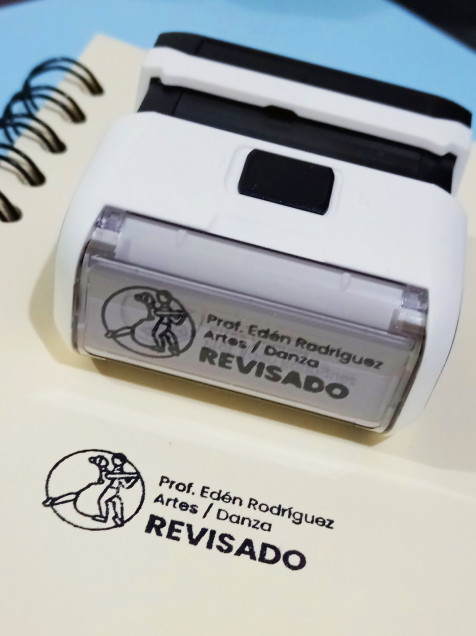 Prof. Edén Rodríguez
Artes / Danza
REVISADO
Prof. Edén Rodríguez
Artes / Danza
REVISADO